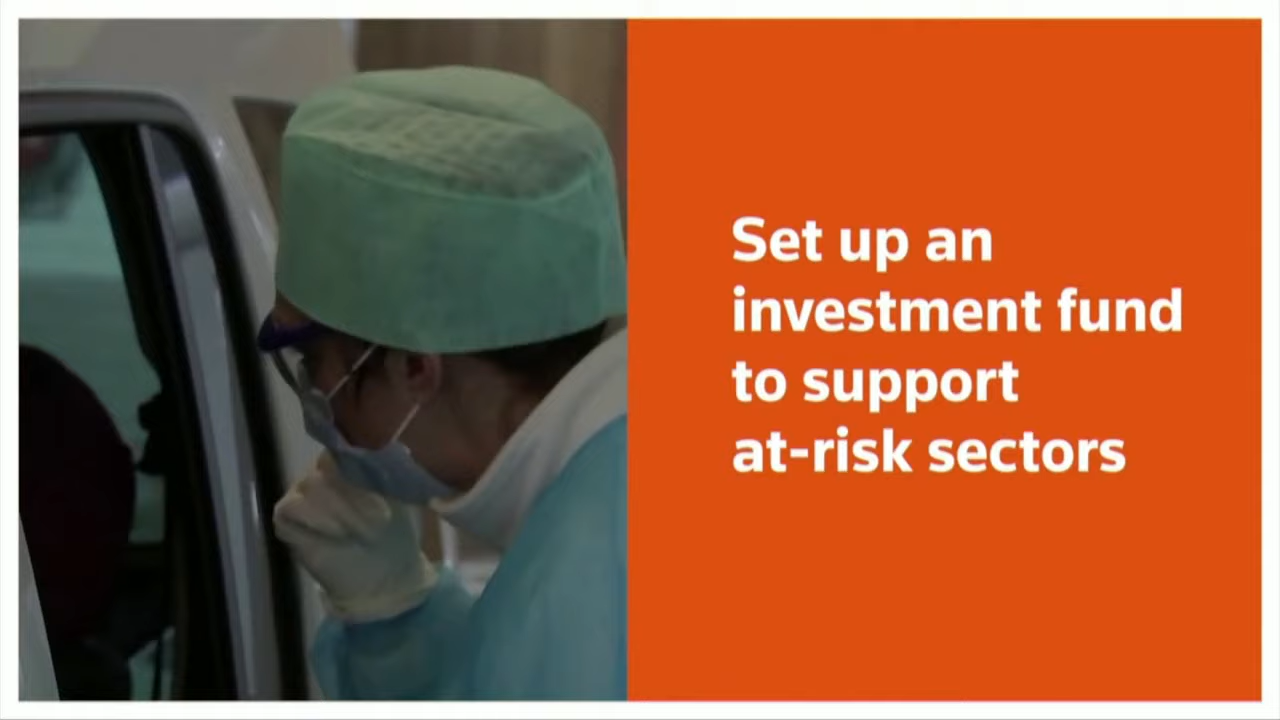 Set up an
investment fund
to support
at-risk sectors